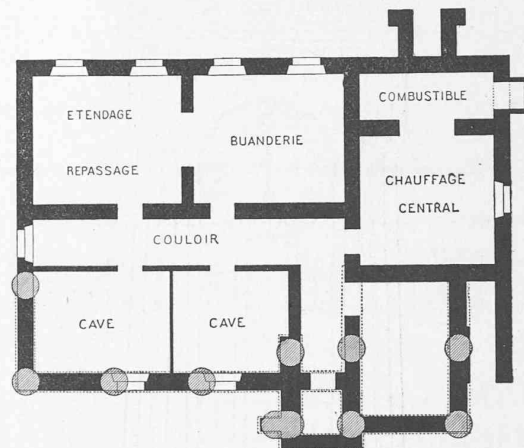 COMBUSTIBLE
ETENDAGE
BUANDERIE
REPASSAGE
CHAUFFAGE
CENTRAL
COULOIR
CAVE
CAVE